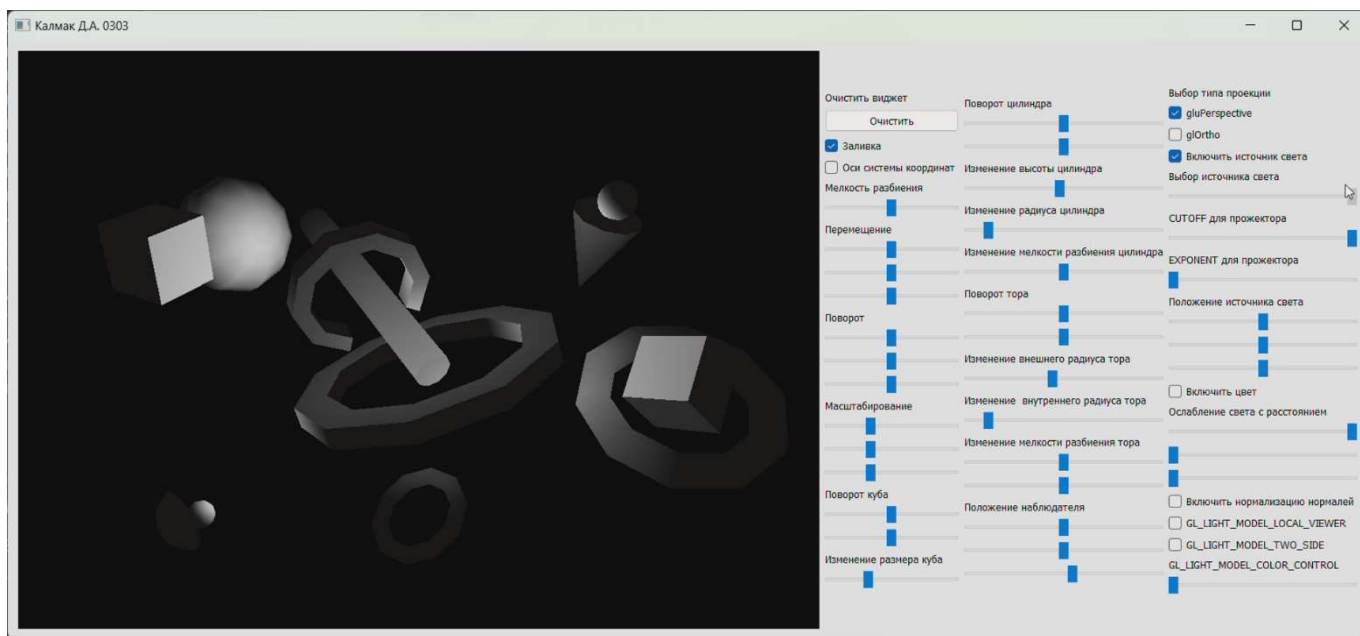 Калмак Д.А. 0303
Очистить виджет
Очистить
Заливка
Оси системы координат
Мелкость разбиения
Перемещение
Поворот
Масштабирование
Поворот куба
Изменение размера куба
Поворот цилиндра
Изменение высоты цилиндра
Изменение радиуса цилиндра
Изменение мелкости разбиения цилиндра
Поворот тора
Изменение внешнего радиуса тора
Изменение внутреннего радиуса тора
Изменение мелкости разбиения тора
Положение наблюдателя
Выбор типа проекции
gluPerspective
glOrtho
Включить источник света
Выбор источника света
CUTOFF для прожектора
EXPONENT для прожектора
Положение источника света
Включить цвет
Ослабление света с расстоянием
Включить нормализацию нормалей
GL_LIGHT_MODEL_LOCAL_VIEWER
GL_LIGHT_MODEL_TWO_SIDE
GL_LIGHT_MODEL_COLOR_CONTROL